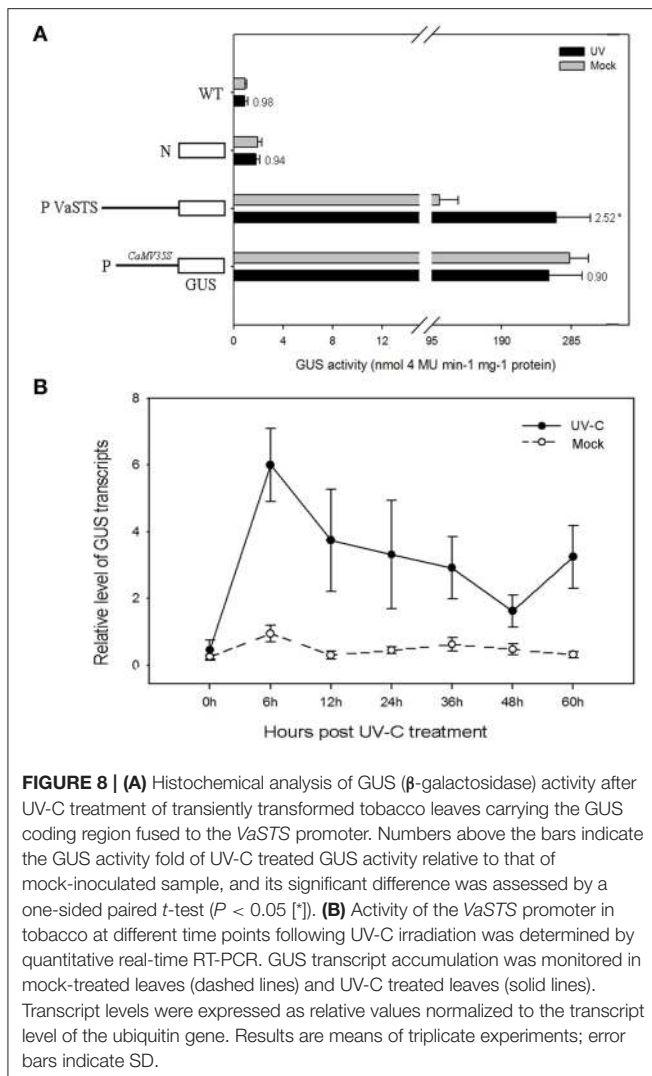 A
UV
Mock
WT
0.98
N
0.94
P VaSTS
2.52 *
CaMV35S
P
0.90
GUS
0 4 8 12 95 190 285
GUS activity (nmol 4 MU min-1 mg-1 protein)
B
8
UV-C
Mock
6
4
2
0
Relative level of GUS transcripts
0h 6h 12h 24h 36h 48h 60h
Hours post UV-C treatment
FIGURE 8 | (A) Histochemical analysis of GUS (β-galactosidase) activity after
UV-C treatment of transiently transformed tobacco leaves carrying the GUS
coding region fused to the VaSTS promoter. Numbers above the bars indicate
the GUS activity fold of UV-C treated GUS activity relative to that of
mock-inoculated sample, and its significant difference was assessed by a
one-sided paired t-test (P < 0.05 [*]). (B) Activity of the VaSTS promoter in
tobacco at different time points following UV-C irradiation was determined by
quantitative real-time RT-PCR. GUS transcript accumulation was monitored in
mock-treated leaves (dashed lines) and UV-C treated leaves (solid lines).
Transcript levels were expressed as relative values normalized to the transcript
level of the ubiquitin gene. Results are means of triplicate experiments; error
bars indicate SD.